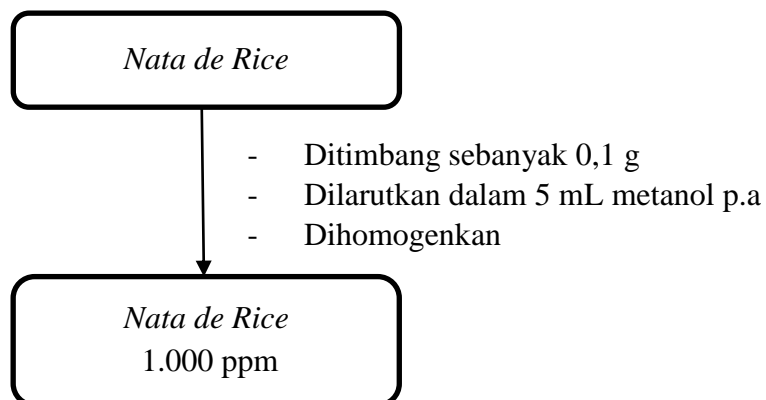 Nata de Rice
- Ditimbang sebanyak 0,1 g
- Dilarutkan dalam 5 mL metanol p.a
- Dihomogenkan
Nata de Rice
1.000 ppm